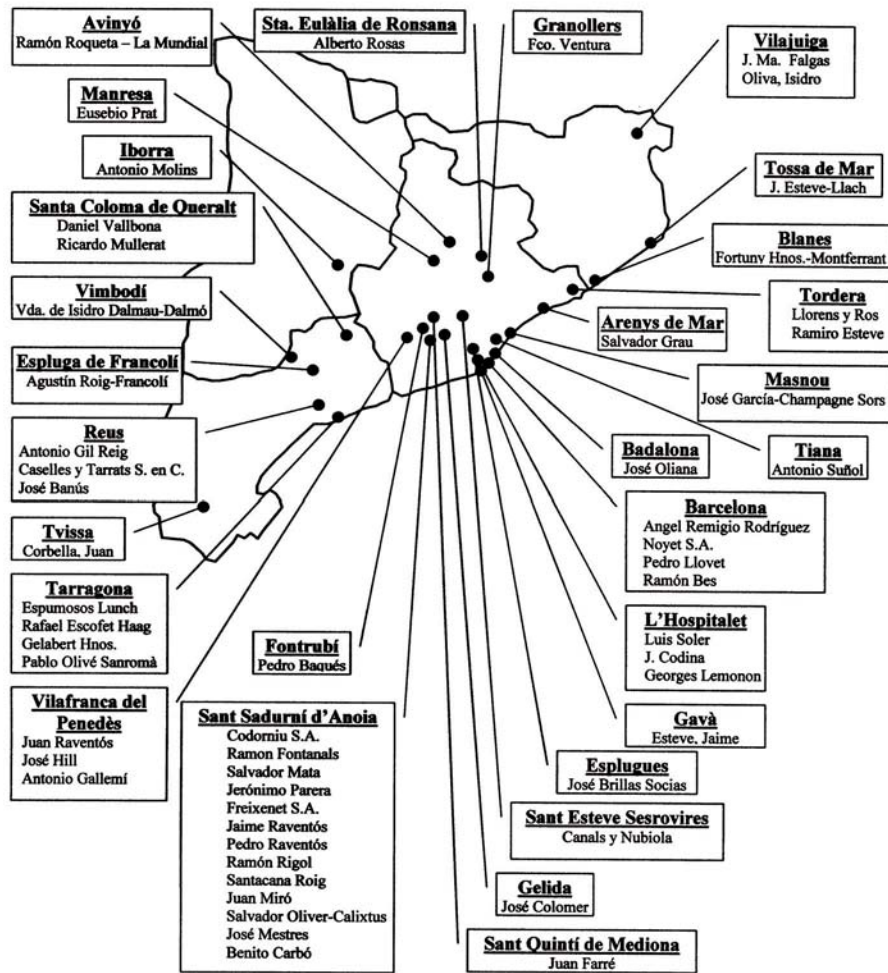 Avinyó
Ramón Roqueta – La Mundial
Sta. Eulàlia de Ronsana
Alberto Rosas
Granollers
Fco. Ventura
Vilajuiga
J. Ma. Falgas
Oliva, Isidro
Manresa
Eusebio Prat
Iborra
Antonio Molins
Tossa de Mar
J. Esteve-Llach
Santa Coloma de Queralt
Daniel Vallbona
Ricardo Mullerat
Blanes
Fortuny Hnos.-Montferrant
Vimbodí
Vda. de Isidro Dalmau-Dalmó
Tordera
Llorens y Ros
Ramiro Esteve
Arenys de Mar
Salvador Grau
Espluga de Francolí
Agustín Roig-Francolí
Masnou
José García-Champagne Sors
Reus
Antonio Gil Reig
Caselles y Tarrats S. en C.
José Banús
Badalona
José Oliana
Tiana
Antonio Suñol
Barcelona
Angel Remigio Rodríguez
Noyet S.A.
Pedro Llovet
Ramón Bes
Tvissa
Corbella, Juan
Tarragona
Espumosos Lunch
Rafael Escofet Haag
Gelabert Hnos.
Pablo Olivé Sanromà
L'Hospitalet
Luis Soler
J. Codina
Georges Lemonon
Fontrubí
Pedro Baqués
Vilafranca del
Penedès
Juan Raventós
José Hill
Antonio Gallemí
Sant Sadurní d'Anoia
Codorniu S.A.
Ramon Fontanals
Salvador Mata
Jerónimo Parera
Freixenet S.A.
Jaime Raventós
Pedro Raventós
Ramón Rigol
Santacana Roig
Juan Miró
Salvador Oliver-Calixtus
José Mestres
Benito Carbó
Gavà
Esteve, Jaime
Esplugues
José Brillas Socias
Sant Esteve Sesrovires
Canals y Nubiola
Gelida
José Colomer
Sant Quintí de Mediona
Juan Farré